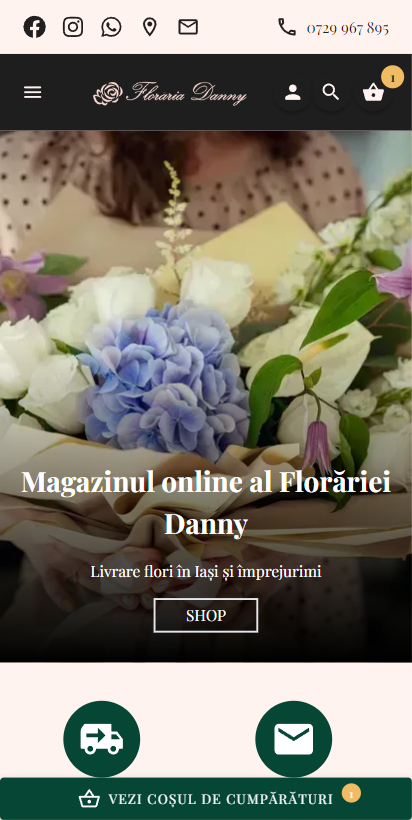 0729 967 895
Floraria Danny
1
Magazinul online al Florăriei
Danny
Livrare flori în Iași și împrejurimi
SHOP
VEZI COȘUL DE CUMPĂRĂTURI 1